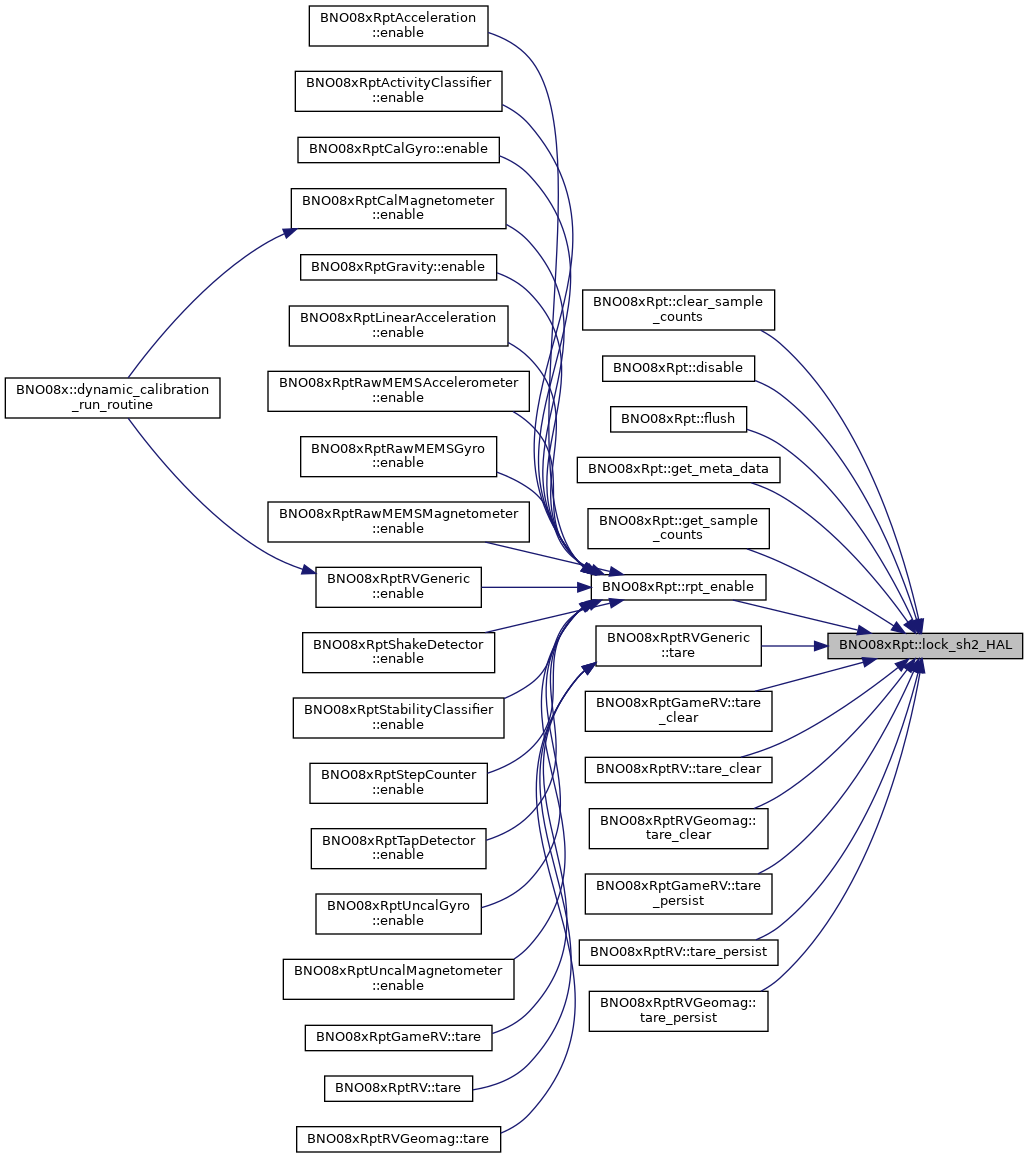 BNO08xRptAcceleration
::enable
BNO08xRptActivityClassifier
::enable
BNO08xRptCalGyro::enable
BNO08xRptCalMagnetometer
::enable
BNO08xRptGravity::enable
BNO08xRptLinearAcceleration
::enable
BNO08xRptRawMEMSAccelerometer
::enable
BNO08x::dynamic_calibration
_run_routine
BNO08xRptRawMEMSGyro
::enable
BNO08xRptRawMEMSMagnetometer
::enable
BNO08xRptRVGeneric
::enable
BNO08xRptShakeDetector
::enable
BNO08xRptStabilityClassifier
::enable
BNO08xRptStepCounter
::enable
BNO08xRptTapDetector
::enable
BNO08xRptUncalGyro
::enable
BNO08xRptUncalMagnetometer
::enable
BNO08xRptGameRV::tare
BNO08xRptRV::tare
BNO08xRptRVGeomag::tare
BNO08xRpt::clear_sample
_counts
BNO08xRpt::disable
BNO08xRpt::flush
BNO08xRpt::get_meta_data
BNO08xRpt::get_sample
_counts
BNO08xRpt::rpt_enable
BNO08xRptRVGeneric
::tare
BNO08xRptGameRV::tare
_clear
BNO08xRptRV::tare_clear
BNO08xRptRVGeomag::
tare_clear
BNO08xRptGameRV::tare
_persist
BNO08xRptRV::tare_persist
BNO08xRptRVGeomag::
tare_persist
BNO08xRpt::lock_sh2_HAL